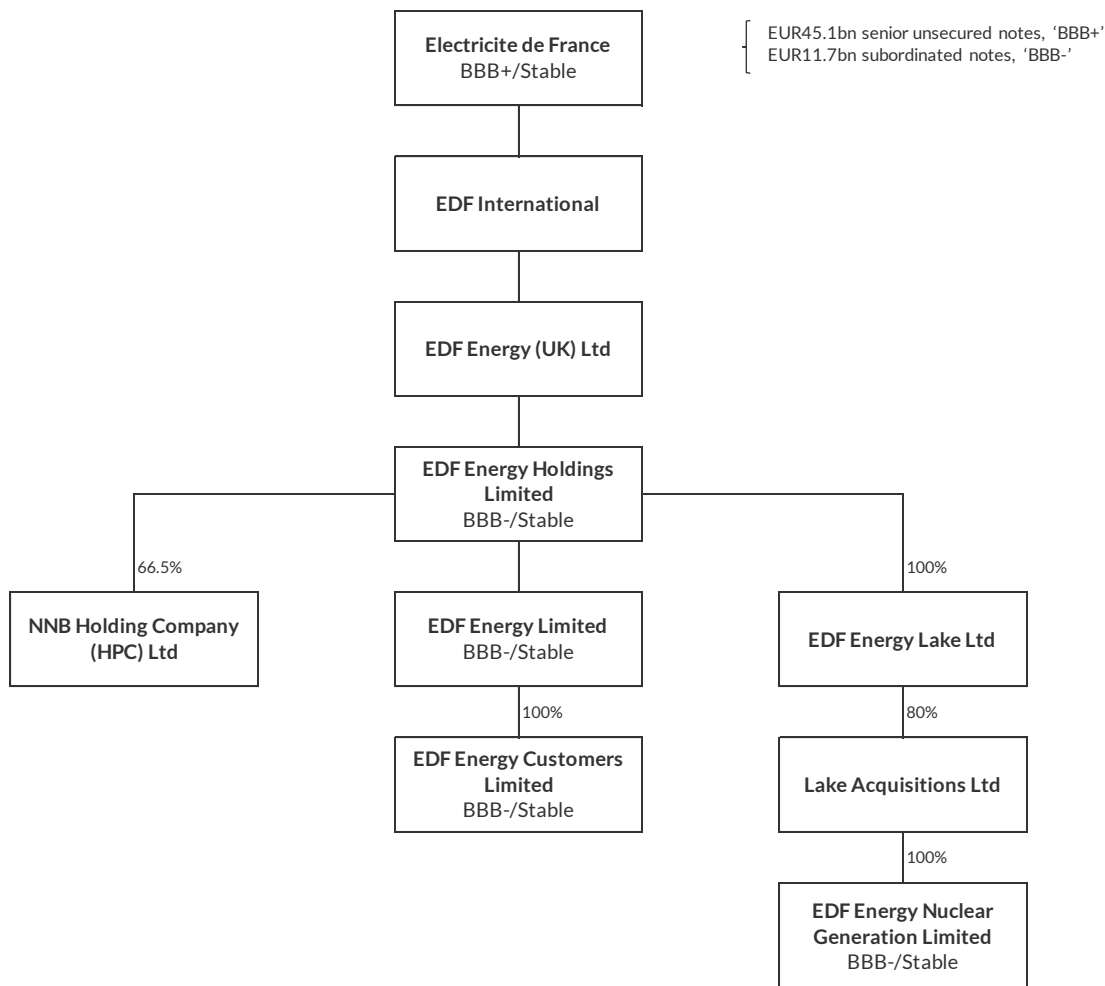 Electricite de France
BBB+/Stable
EUR45.1bn senior unsecured notes, ‘BBB+’
EUR11.7bn subordinated notes, ‘BBB-’
EDF International
EDF Energy (UK) Ltd
EDF Energy Holdings
Limited
BBB-/Stable
66.5%
100%
NNB Holding Company
(HPC) Ltd
EDF Energy Limited
BBB-/Stable
EDF Energy Lake Ltd
100%
80%
EDF Energy Customers
Limited
BBB-/Stable
Lake Acquisitions Ltd
100%
EDF Energy Nuclear
Generation Limited
BBB-/Stable